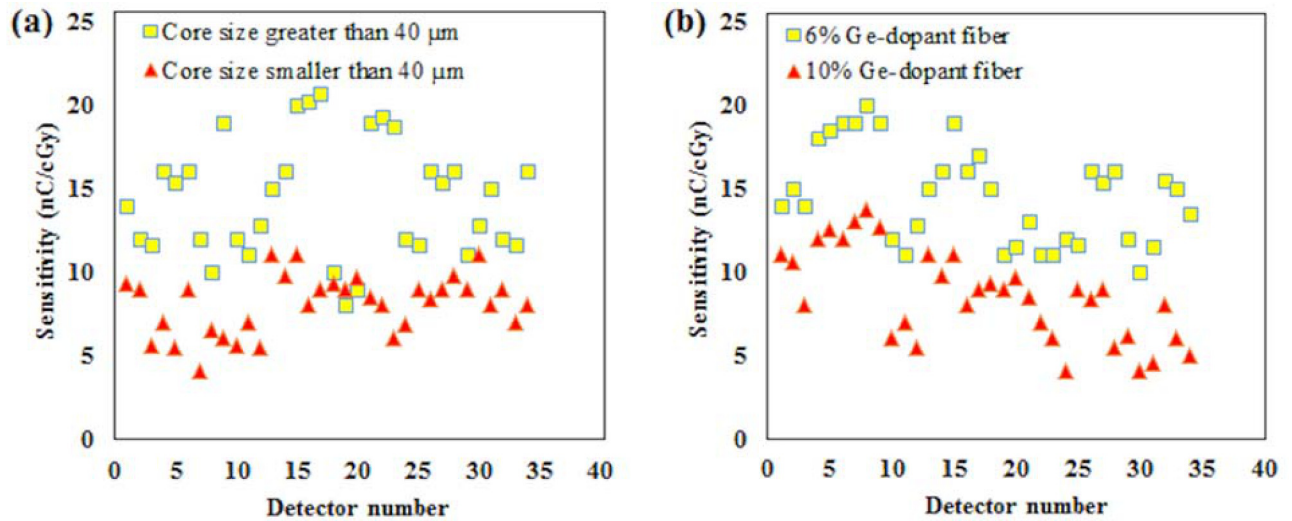 (a)
Core size greater than 40 µm
Core size smaller than 40 µm
Sensitivity (nC/cGy)
25
20
15
10
5
0
0 5 10 15 20 25 30 35 40
Detector number
(b)
6% Ge-dopant fiber
10% Ge-dopant fiber
Sensitivity (nC/cGy)
25
20
15
10
5
0
0 5 10 15 20 25 30 35 40
Detector number